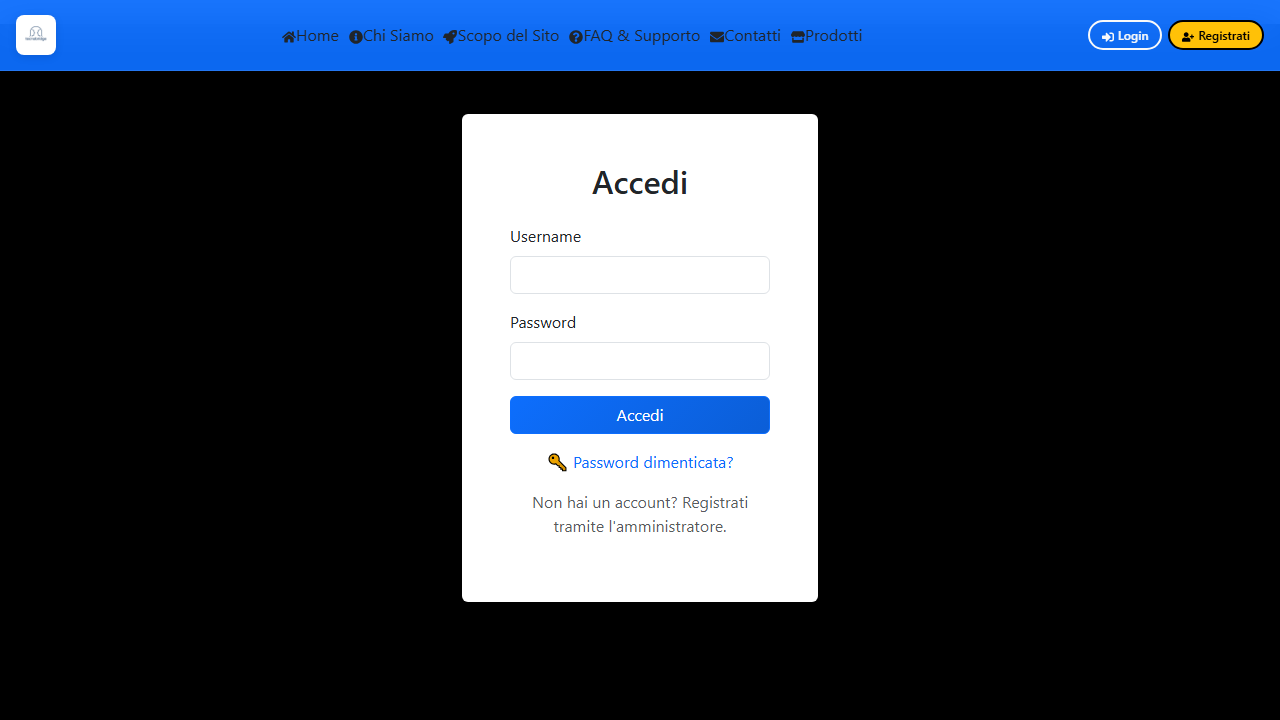 Home Chi Siamo Scopo del Sito FAQ & Supporto Contatti Prodotti Login Registrati
Accedi
Username
Password
Accedi
Password dimenticata?
Non hai un account? Registrati
tramite l'amministratore.